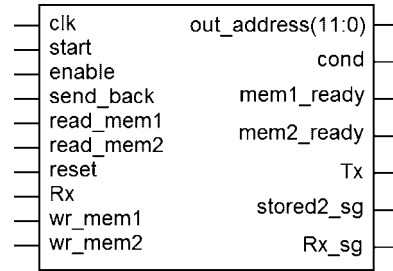 clk
start
enable
send_back
read_mem1
read_mem2
reset
Rx
wr_mem1
wr_mem2
out_address(11:0)
cond
mem1_ready
mem2_ready
Tx
stored2_sg
Rx_sg